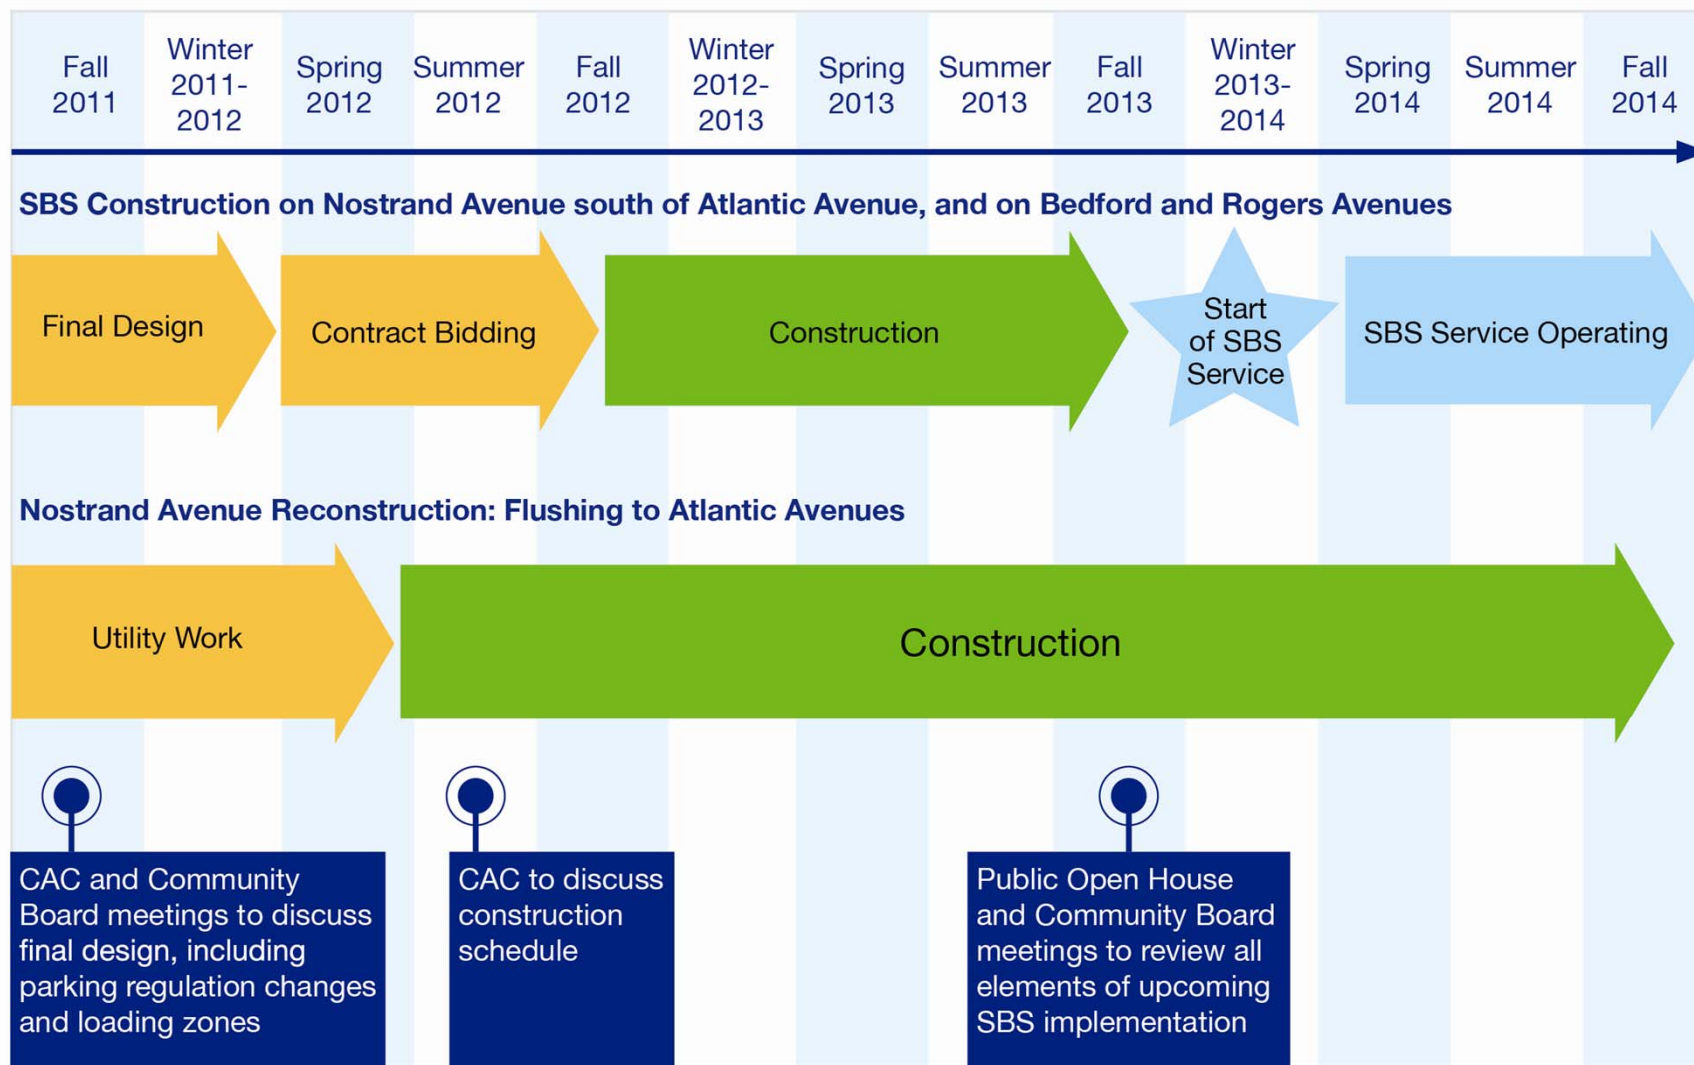 Fall
2011
Winter
2011-
2012
Spring
2012
Summer
2012
Fall
2012
Winter
2012-
2013
Spring
2013
Summer
2013
Fall
2013
Winter
2013-
2014
Spring
2014
Summer
2014
Fall
2014
SBS Construction on Nostrand Avenue south of Atlantic Avenue, and on Bedford and Rogers Avenues
Final Design
Contract Bidding
Construction
Start
of SBS
Service
SBS Service Operating
Nostrand Avenue Reconstruction: Flushing to Atlantic Avenues
Utility Work
Construction
CAC and Community
Board meetings to discuss
final design, including
parking regulation changes
and loading zones
CAC to discuss
construction
schedule
Public Open House
and Community Board
meetings to review all
elements of upcoming
SBS implementation